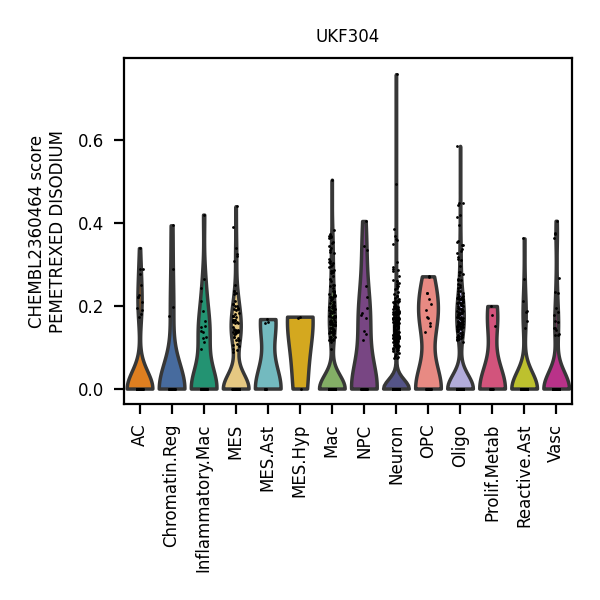 UKF304
CHEMBL2360464 score
PEMETREXED DISODIUM
0.6
0.4
0.2
0.0
AC
Chromatin.Reg
Inflammatory.Mac
MES
MES.Ast
MES.Hyp
Mac
NPC
Neuron
OPC
Oligo
Prolif.Metab
Reactive.Ast
Vasc